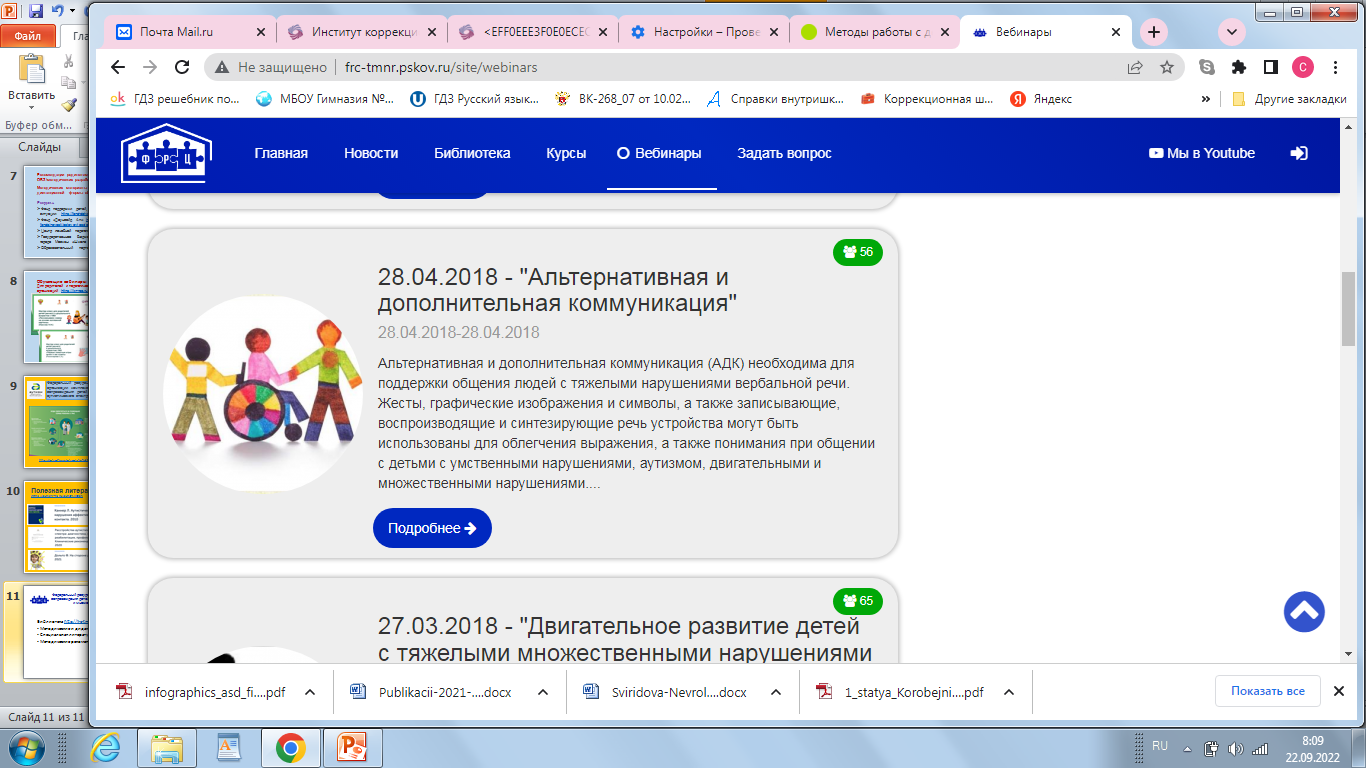 Файл
Гла
Вставить
Буфер обм...
Слайды
7
8
9
10
Полезная литера
11
Слайд 11 из 11
Почта Mail.ru
Институт коррекци
<EFF0EEE3F0E0ECEC
Настройки – Прове
Методы работы с д
Вебинары
Не защищено
frc-tmnr.pskov.ru/site/webinars
С
ГДЗ решебник по...
МБОУ Гимназия №...
ГДЗ Русский язык...
ВК-268_07 от 10.02...
Справки внутришк...
Коррекционная ш...
Яндекс
»
Другие закладки
Ф ЭРС Ц
Главная
Новости
Библиотека
Курсы
Вебинары
Задать вопрос
Мы в Youtube
56
28.04.2018 - "Альтернативная и
дополнительная коммуникация"
28.04.2018-28.04.2018
Альтернативная и дополнительная коммуникация (АДК) необходима для
поддержки общения людей с тяжелыми нарушениями вербальной речи.
Жесты, графические изображения и символы, а также записывающие,
воспроизводящие и синтезирующие речь устройства могут быть
использованы для облегчения выражения, а также понимания при общении
с детьми с умственными нарушениями, аутизмом, двигательными и
множественными нарушениями....
Подробнее
65
27.03.2018 - "Двигательное развитие детей
с тяжелыми множественными нарушениями
infographics_asd_fi....pdf
Publikacii-2021-....docx
Sviridova-Nevrol....docx
1_statya_Korobejni....pdf
Показать все
RU
8:09
22.09.2022